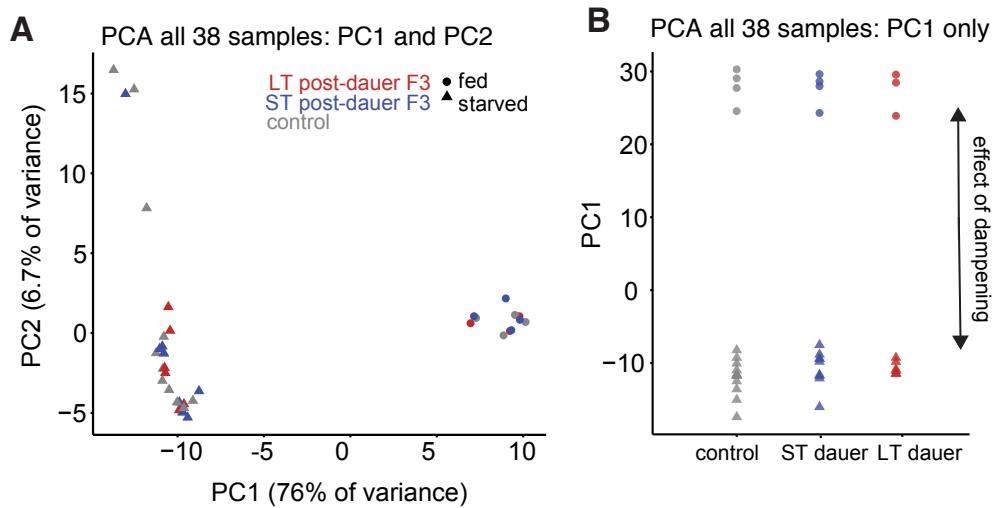 A
PCA all 38 samples: PC1 and PC2
LT post-dauer F3
ST post-dauer F3
control
fed
starved
PC2 (6.7% of variance)
15
10
5
0
−5
−10
-5
0
5
10
PC1 (76% of variance)
B
PCA all 38 samples: PC1 only
PC1
30
20
10
0
−10
control
ST dauer
LT dauer
effect of dampening